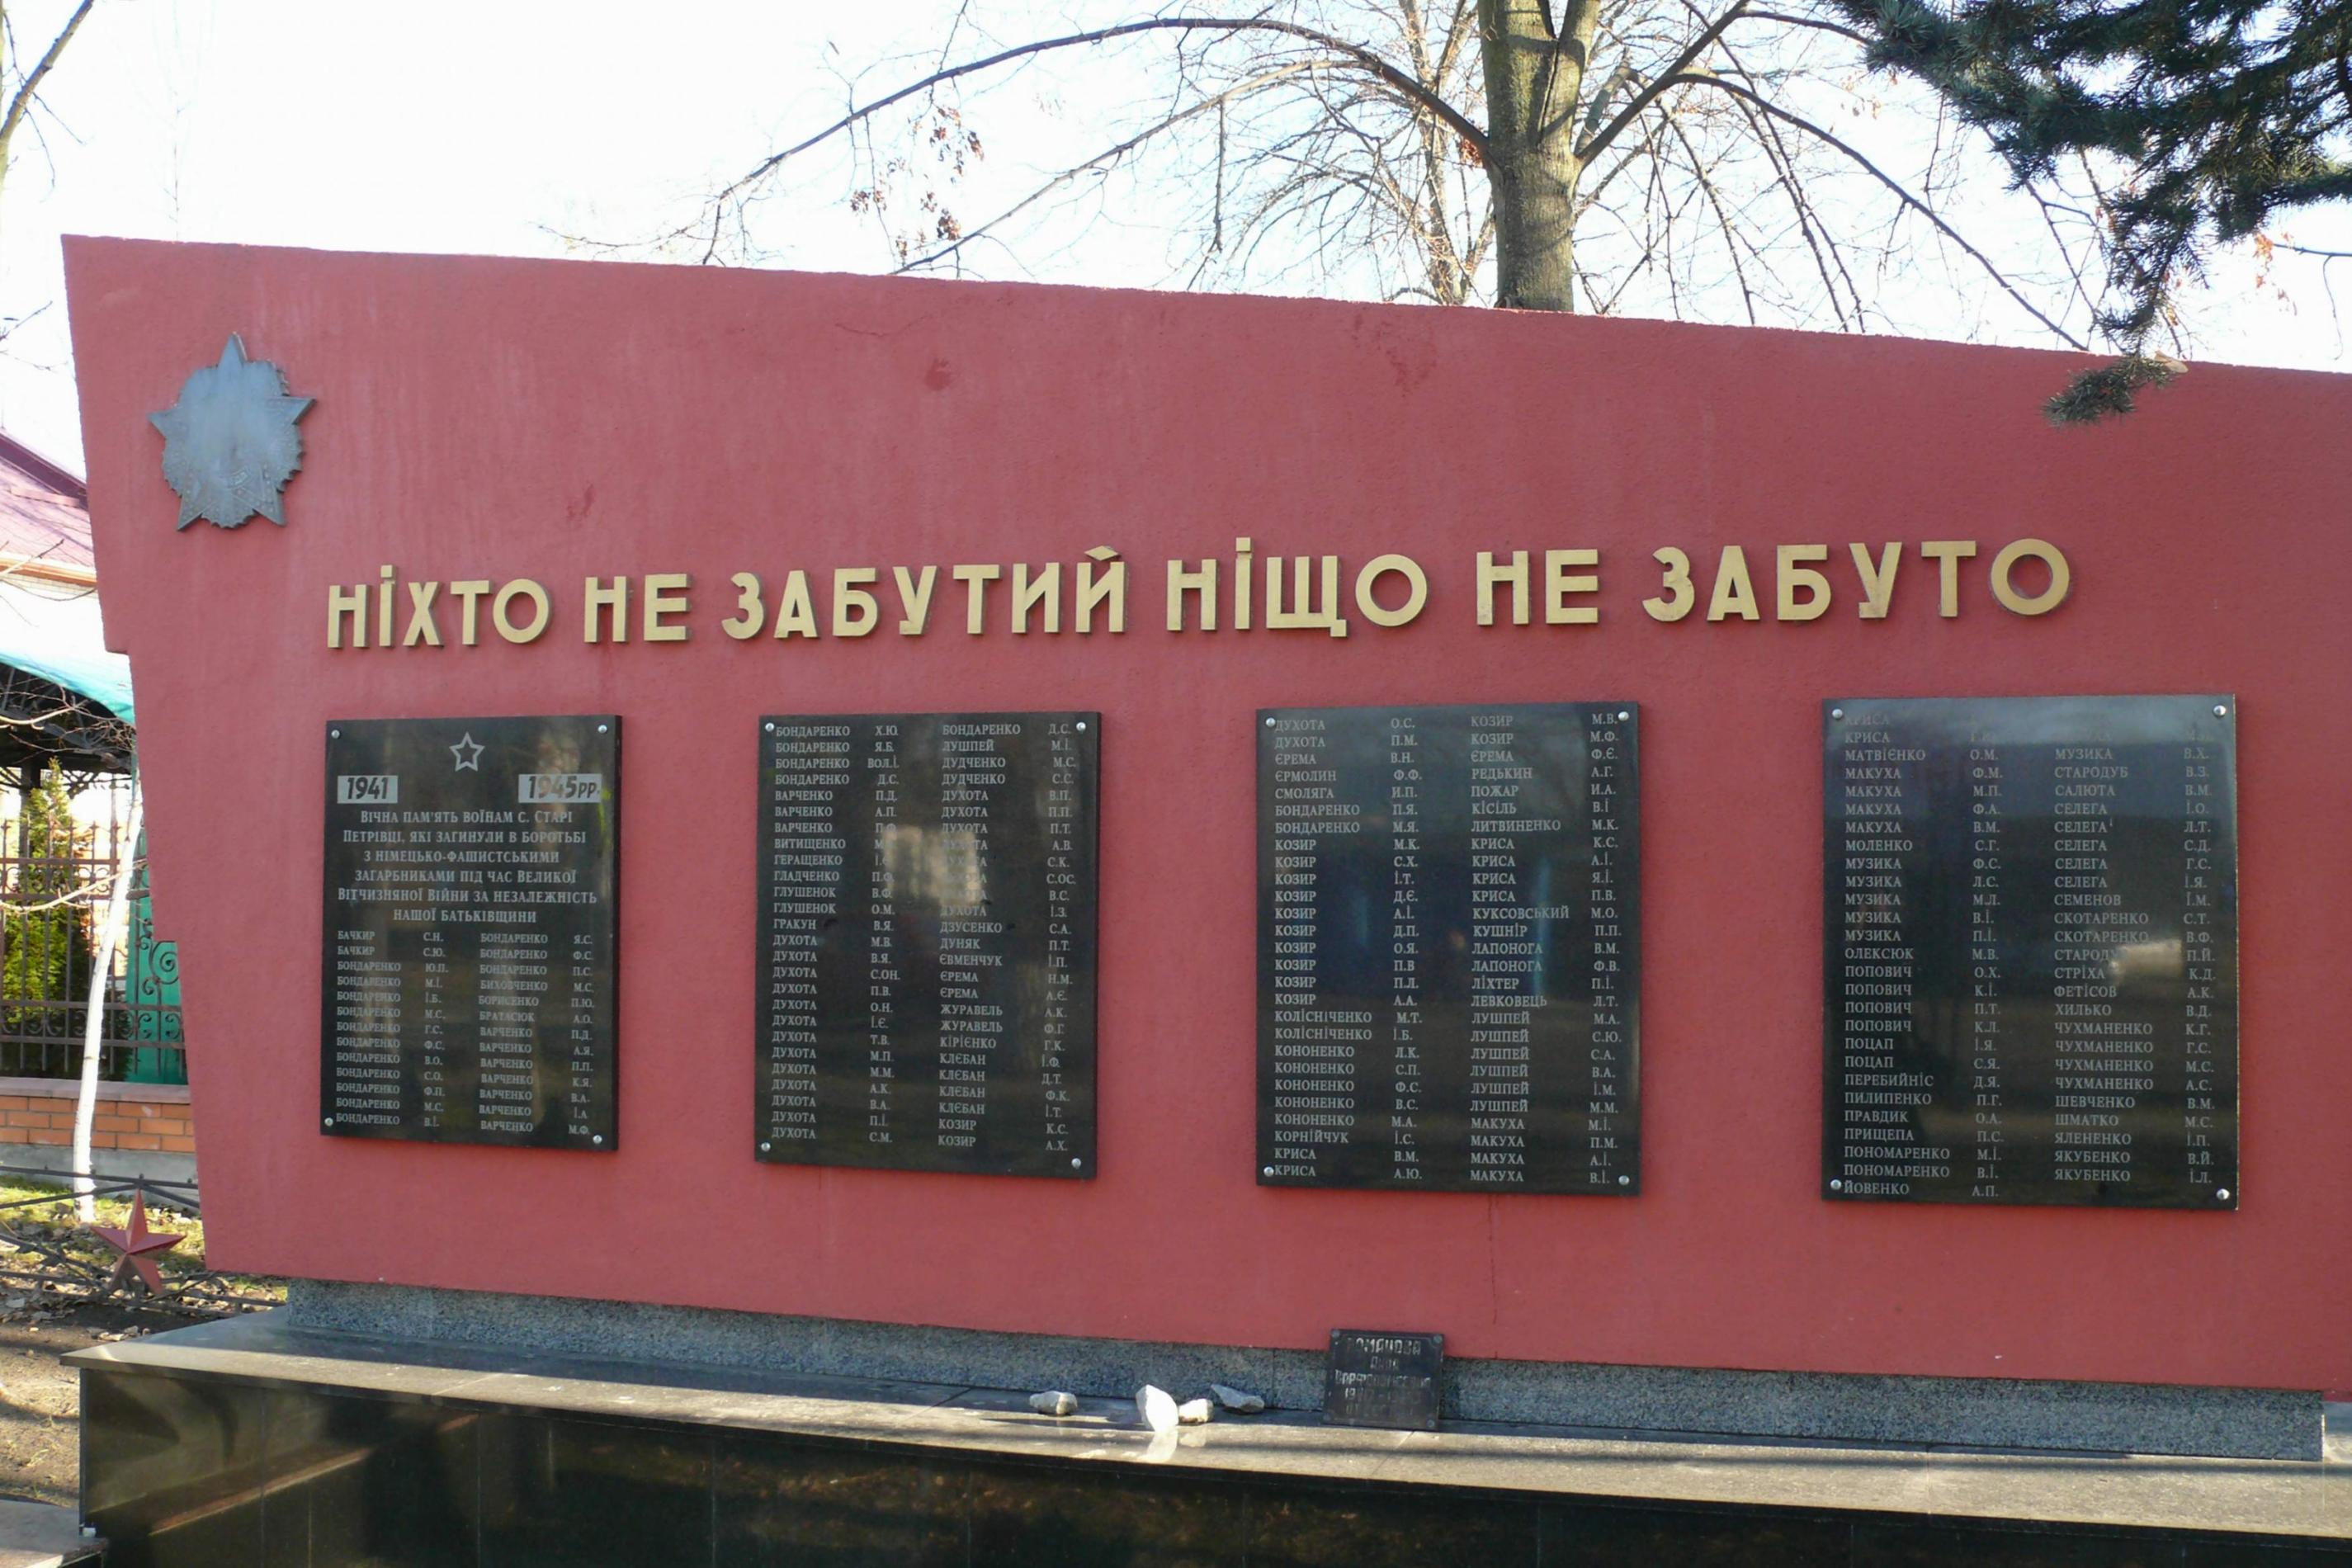 НІХТО НЕ ЗАБУТИЙ НІЩО НЕ ЗАБУТО
1941 1945РР.
ВІЧНА ПАМ'ЯТЬ ВОЇНАМ С. СТАРІ
ПЕТРІВЦІ, ЯКІ ЗАГИНУЛИ В БОРОТЬБІ
З НІМЕЦЬКО-ФАШИСТСЬКИМИ
ЗАГАРБНИКАМИ ПІД ЧАС ВЕЛИКОЇ
ВІТЧИЗНЯНОЇ ВІЙНИ ЗА НЕЗАЛЕЖНІСТЬ
НАШОЇ БАТЬКІВЩИНИ
БАЧКИР С.Н. БОНДАРЕНКО Я.С.
БАЧКИР С.Ю. БОНДАРЕНКО Ф.С.
БОНДАРЕНКО Ю.П. БОНДАРЕНКО П.С.
БОНДАРЕНКО М.І. БИХОВЧЕНКО М.С.
БОНДАРЕНКО І.Б. БОРИСЕНКО П.Ю.
БОНДАРЕНКО М.С. БРАТАСЮК А.О.
БОНДАРЕНКО Г.С. ВАРЧЕНКО П.Д.
БОНДАРЕНКО Ф.С. ВАРЧЕНКО А.Я.
БОНДАРЕНКО В.О. ВАРЧЕНКО П.П.
БОНДАРЕНКО С.О. ВАРЧЕНКО К.Я.
БОНДАРЕНКО Ф.П. ВАРЧЕНКО В.А.
БОНДАРЕНКО М.С. ВАРЧЕНКО І.А
БОНДАРЕНКО В.І. ВАРЧЕНКО М.Ф.
БОНДАРЕНКО Х.Ю. БОНДАРЕНКО Д.С.
БОНДАРЕНКО Я.Б. ЛУШПЕЙ М.І.
БОНДАРЕНКО ВОЛ.І. ДУДЧЕНКО М.С.
БОНДАРЕНКО Д.С. ДУДЧЕНКО С.С.
ВАРЧЕНКО П.Д. ДУХОТА В.П.
ВАРЧЕНКО А.П. ДУХОТА П.П.
ВАРЧЕНКО ДУХОТА П.Т.
ВИТИЩЕНКО ДУХОТА А.В.
ГЕРАЩЕНКО С.К.
ГЛАДЧЕНКО П.Ф. С.ОС.
ГЛУШЕНОК В.Ф. В.С.
ГЛУШЕНОК О.М. ДУХОТА І.З.
ГРАКУН В.Я. ДЗУСЕНКО С.А.
ДУХОТА М.В. ДУНЯК П.Т.
ДУХОТА В.Я. ЄВМЕНЧУК І.П.
ДУХОТА С.ОН. ЄРЕМА Н.М.
ДУХОТА П.В. ЄРЕМА А.Є.
ДУХОТА О.Н. ЖУРАВЕЛЬ А.К.
ДУХОТА І.Є. ЖУРАВЕЛЬ Ф.Г.
ДУХОТА Т.В. КІРІЄНКО Г.К.
ДУХОТА М.П. КЛЄБАН І.Ф.
ДУХОТА М.М. КЛЄБАН Д.Т.
ДУХОТА А.К. КЛЄБАН Ф.К.
ДУХОТА В.А. КЛЄБАН І.Т.
ДУХОТА П.І. КОЗИР К.С.
ДУХОТА С.М. КОЗИР А.Х.
ДУХОТА О.С. КОЗИР М.В.
ДУХОТА П.М. КОЗИР М.Ф.
ЄРЕМА В.Н. ЄРЕМА Ф.Є.
ЄРМОЛИН Ф.Ф. РЕДЬКИН А.Г.
СМОЛЯГА И.П. ПОЖАР И.А.
БОНДАРЕНКО П.Я. КІСІЛЬ В.І
БОНДАРЕНКО М.Я. ЛИТВИНЕНКО М.К.
КОЗИР М.К. КРИСА К.С.
КОЗИР С.Х. КРИСА А.І.
КОЗИР І.Т. КРИСА Я.І.
КОЗИР Д.Є. КРИСА П.В.
КОЗИР А.І. КУКСОВСЬКИЙ М.О.
КОЗИР Д.П. КУШНІР П.П.
КОЗИР О.Я. ЛАПОНОГА В.М.
КОЗИР П.В ЛАПОНОГА Ф.В.
КОЗИР П.Л. ЛІХТЕР П.І.
КОЗИР А.А. ЛЕВКОВЕЦЬ Л.Т.
КОЛІСНІЧЕНКО М.Т. ЛУШПЕЙ М.А.
КОЛІСНІЧЕНКО І.Б. ЛУШПЕЙ С.Ю.
КОНОНЕНКО Л.К. ЛУШПЕЙ С.А.
КОНОНЕНКО С.П. ЛУШПЕЙ В.А.
КОНОНЕНКО Ф.С. ЛУШПЕЙ І.М.
КОНОНЕНКО В.С. ЛУШПЕЙ М.М.
КОНОНЕНКО М.А. МАКУХА М.І.
КОРНІЙЧУК І.С. МАКУХА П.М.
КРИСА В.М. МАКУХА А.І.
КРИСА А.Ю. МАКУХА В.І.
КРИСА
КРИСА
МАТВІЄНКО О.М. МУЗИКА В.Х.
МАКУХА Ф.М. СТАРОДУБ В.З.
МАКУХА М.П. САЛЮТА В.М.
МАКУХА Ф.А. СЕЛЕГА І.О.
МАКУХА В.М. СЕЛЕГА Л.Т.
МОЛЕНКО С.Г. СЕЛЕГА С.Д.
МУЗИКА Ф.С. СЕЛЕГА Г.С.
МУЗИКА Л.С. СЕЛЕГА І.Я.
МУЗИКА М.Л. СЕМЕНОВ І.М.
МУЗИКА В.І. СКОТАРЕНКО С.Т.
МУЗИКА П.І. СКОТАРЕНКО В.Ф.
ОЛЕКСЮК М.В. П.Й.
ПОПОВИЧ О.Х. СТРІХА К.Д.
ПОПОВИЧ К.І. ФЕТІСОВ А.К.
ПОПОВИЧ П.Т. ХИЛЬКО В.Д.
ПОПОВИЧ К.Л. ЧУХМАНЕНКО К.Г.
ПОЦАП І.Я. ЧУХМАНЕНКО Г.С.
ПОЦАП С.Я. ЧУХМАНЕНКО М.С.
ПЕРЕБИЙНІС Д.Я. ЧУХМАНЕНКО А.С.
ПИЛИПЕНКО П.Г. ШЕВЧЕНКО В.М.
ПРАВДИК О.А. ШМАТКО М.С.
ПРИЩЕПА П.С. ЯЛЕНЕНКО І.П.
ПОНОМАРЕНКО М.І. ЯКУБЕНКО В.Й.
ПОНОМАРЕНКО В.І. ЯКУБЕНКО І.Л.
ЙОВЕНКО А.П.